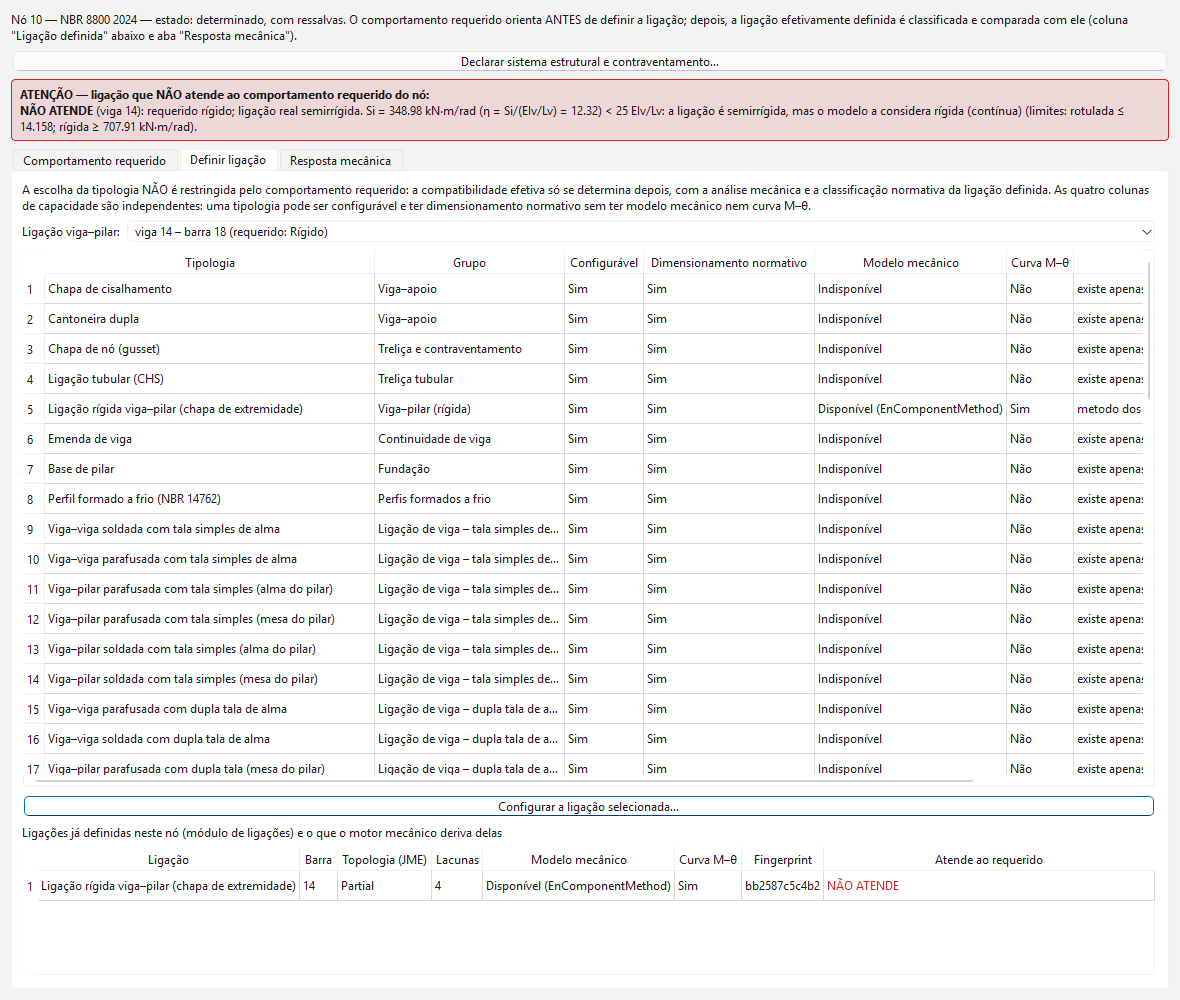 Nó 10 — NBR 8800 2024 — estado: determinado, com ressalvas. O comportamento requerido orienta ANTES de definir a ligação; depois, a ligação efetivamente definida é classificada e comparada com ele (coluna
"Ligação definida" abaixo e aba "Resposta mecânica").
Declarar sistema estrutural e contraventamento...
ATENÇÃO — ligação que NÃO atende ao comportamento requerido do nó:
NÃO ATENDE (viga 14): requerido rígido; ligação real semirrígida. Si = 348.98 kN·m/rad (η = Si/(EIv/Lv) = 12.32) < 25 EIv/Lv: a ligação é semirrígida, mas o modelo a considera rígida (contínua) (limites: rotulada ≤
14.158; rígida ≥ 707.91 kN·m/rad).
Comportamento requerido Definir ligação Resposta mecânica
A escolha da tipologia NÃO é restringida pelo comportamento requerido: a compatibilidade efetiva só se determina depois, com a análise mecânica e a classificação normativa da ligação definida. As quatro colunas
de capacidade são independentes: uma tipologia pode ser configurável e ter dimensionamento normativo sem ter modelo mecânico nem curva M–θ.
Ligação viga–pilar: viga 14 – barra 18 (requerido: Rígido)
Tipologia Grupo Configurável Dimensionamento normativo Modelo mecânico Curva M–θ
1 Chapa de cisalhamento Viga–apoio Sim Sim Indisponível Não existe apenas
2 Cantoneira dupla Viga–apoio Sim Sim Indisponível Não existe apenas
3 Chapa de nó (gusset) Treliça e contraventamento Sim Sim Indisponível Não existe apenas
4 Ligação tubular (CHS) Treliça tubular Sim Sim Indisponível Não existe apenas
5 Ligação rígida viga–pilar (chapa de extremidade) Viga–pilar (rígida) Sim Sim Disponível (EnComponentMethod) Sim metodo dos
6 Emenda de viga Continuidade de viga Sim Sim Indisponível Não existe apenas
7 Base de pilar Fundação Sim Sim Indisponível Não existe apenas
8 Perfil formado a frio (NBR 14762) Perfis formados a frio Sim Sim Indisponível Não existe apenas
9 Viga–viga soldada com tala simples de alma Ligação de viga – tala simples de... Sim Sim Indisponível Não existe apenas
10 Viga–viga parafusada com tala simples de alma Ligação de viga – tala simples de... Sim Sim Indisponível Não existe apenas
11 Viga–pilar parafusada com tala simples (alma do pilar) Ligação de viga – tala simples de... Sim Sim Indisponível Não existe apenas
12 Viga–pilar parafusada com tala simples (mesa do pilar) Ligação de viga – tala simples de... Sim Sim Indisponível Não existe apenas
13 Viga–pilar soldada com tala simples (alma do pilar) Ligação de viga – tala simples de... Sim Sim Indisponível Não existe apenas
14 Viga–pilar soldada com tala simples (mesa do pilar) Ligação de viga – tala simples de... Sim Sim Indisponível Não existe apenas
15 Viga–viga parafusada com dupla tala de alma Ligação de viga – dupla tala de a... Sim Sim Indisponível Não existe apenas
16 Viga–viga soldada com dupla tala de alma Ligação de viga – dupla tala de a... Sim Sim Indisponível Não existe apenas
17 Viga–pilar parafusada com dupla tala (mesa do pilar) Ligação de viga – dupla tala de a... Sim Sim Indisponível Não existe apenas
Configurar a ligação selecionada...
Ligações já definidas neste nó (módulo de ligações) e o que o motor mecânico deriva delas
Ligação Barra Topologia (JME) Lacunas Modelo mecânico Curva M–θ Fingerprint Atende ao requerido
1 Ligação rígida viga–pilar (chapa de extremidade) 14 Partial 4 Disponível (EnComponentMethod) Sim bb2587c5c4b2 NÃO ATENDE